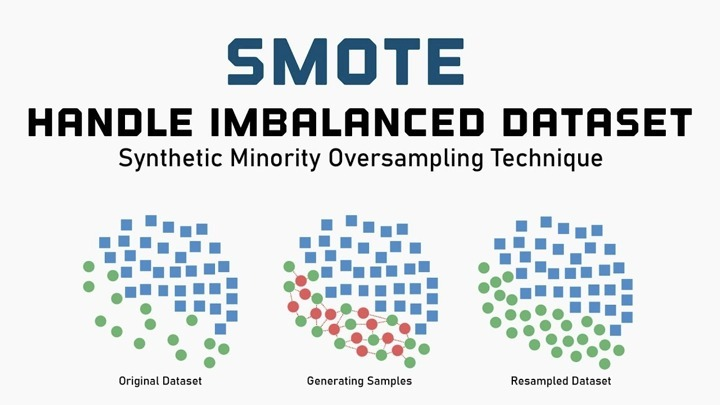 SMOTE
HANDLE IMBALANCED DATASET
Synthetic Minority Oversampling Technique
Original Dataset
Generating Samples
Resampled Dataset